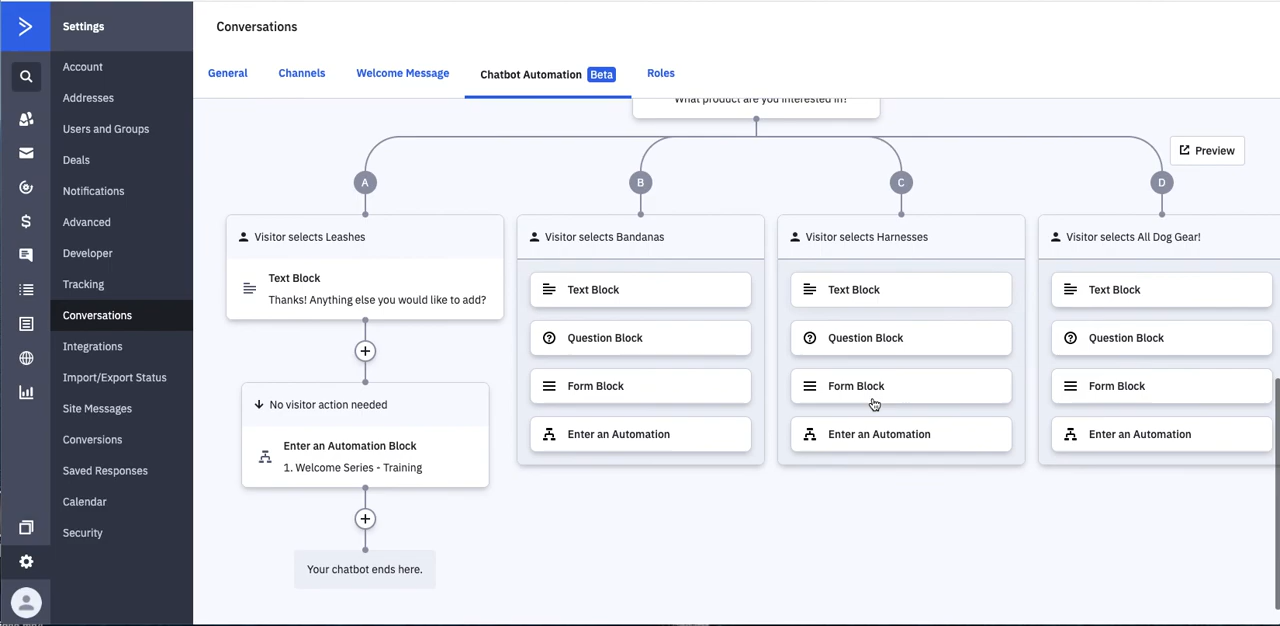 Settings
Account
Addresses
Users and Groups
Deals
Notifications
Advanced
Developer
Tracking
Conversations
Integrations
Import/Export Status
Site Messages
Conversions
Saved Responses
Calendar
Security
Conversations
General
Channels
Welcome Message
Chatbot Automation Beta
Roles
What product are you interested in?
Preview
A
B
C
D
Visitor selects Leashes
Text Block
Thanks! Anything else you would like to add?
No visitor action needed
Enter an Automation Block
1. Welcome Series - Training
Your chatbot ends here.
Visitor selects Bandanas
Text Block
Question Block
Form Block
Enter an Automation
Visitor selects Harnesses
Text Block
Question Block
Form Block
Enter an Automation
Visitor selects All Dog Gear!
Text Block
Question Block
Form Block
Enter an Automation